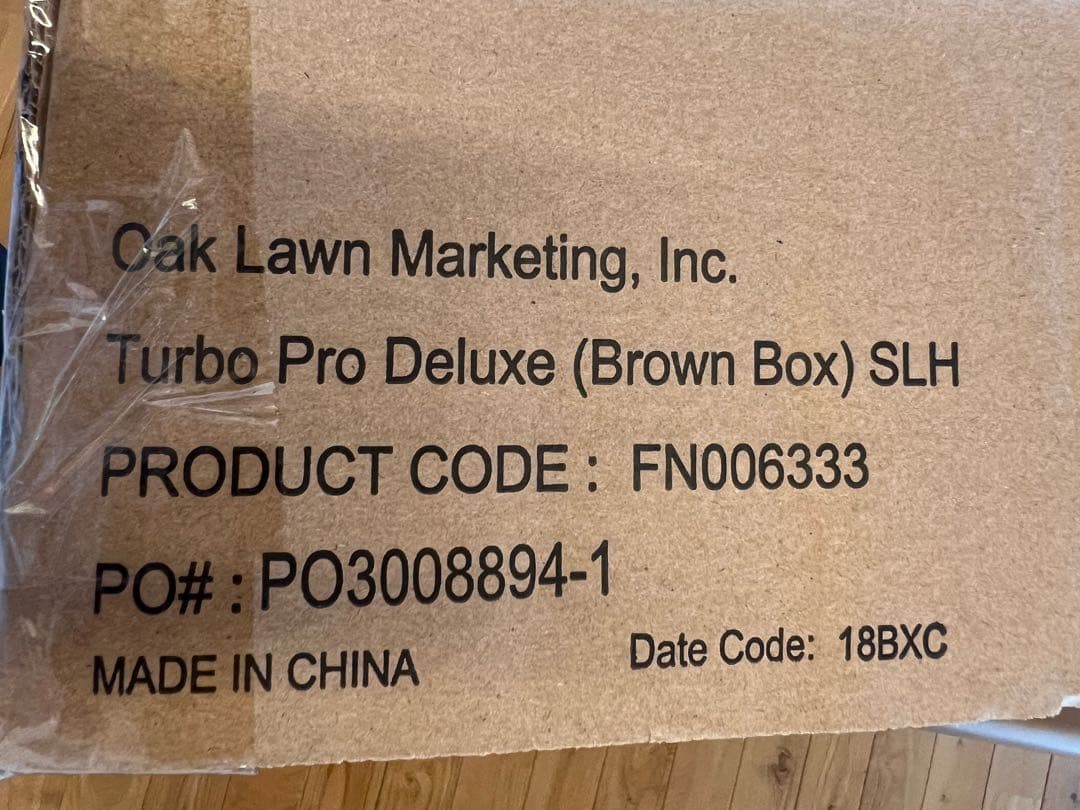 Oak Lawn Marketing, Inc.
Turbo Pro Deluxe (Brown Box) SLH
PRODUCT CODE : FN006333
PO# : PO3008894-1
MADE IN CHINA
Date Code: 18BXC